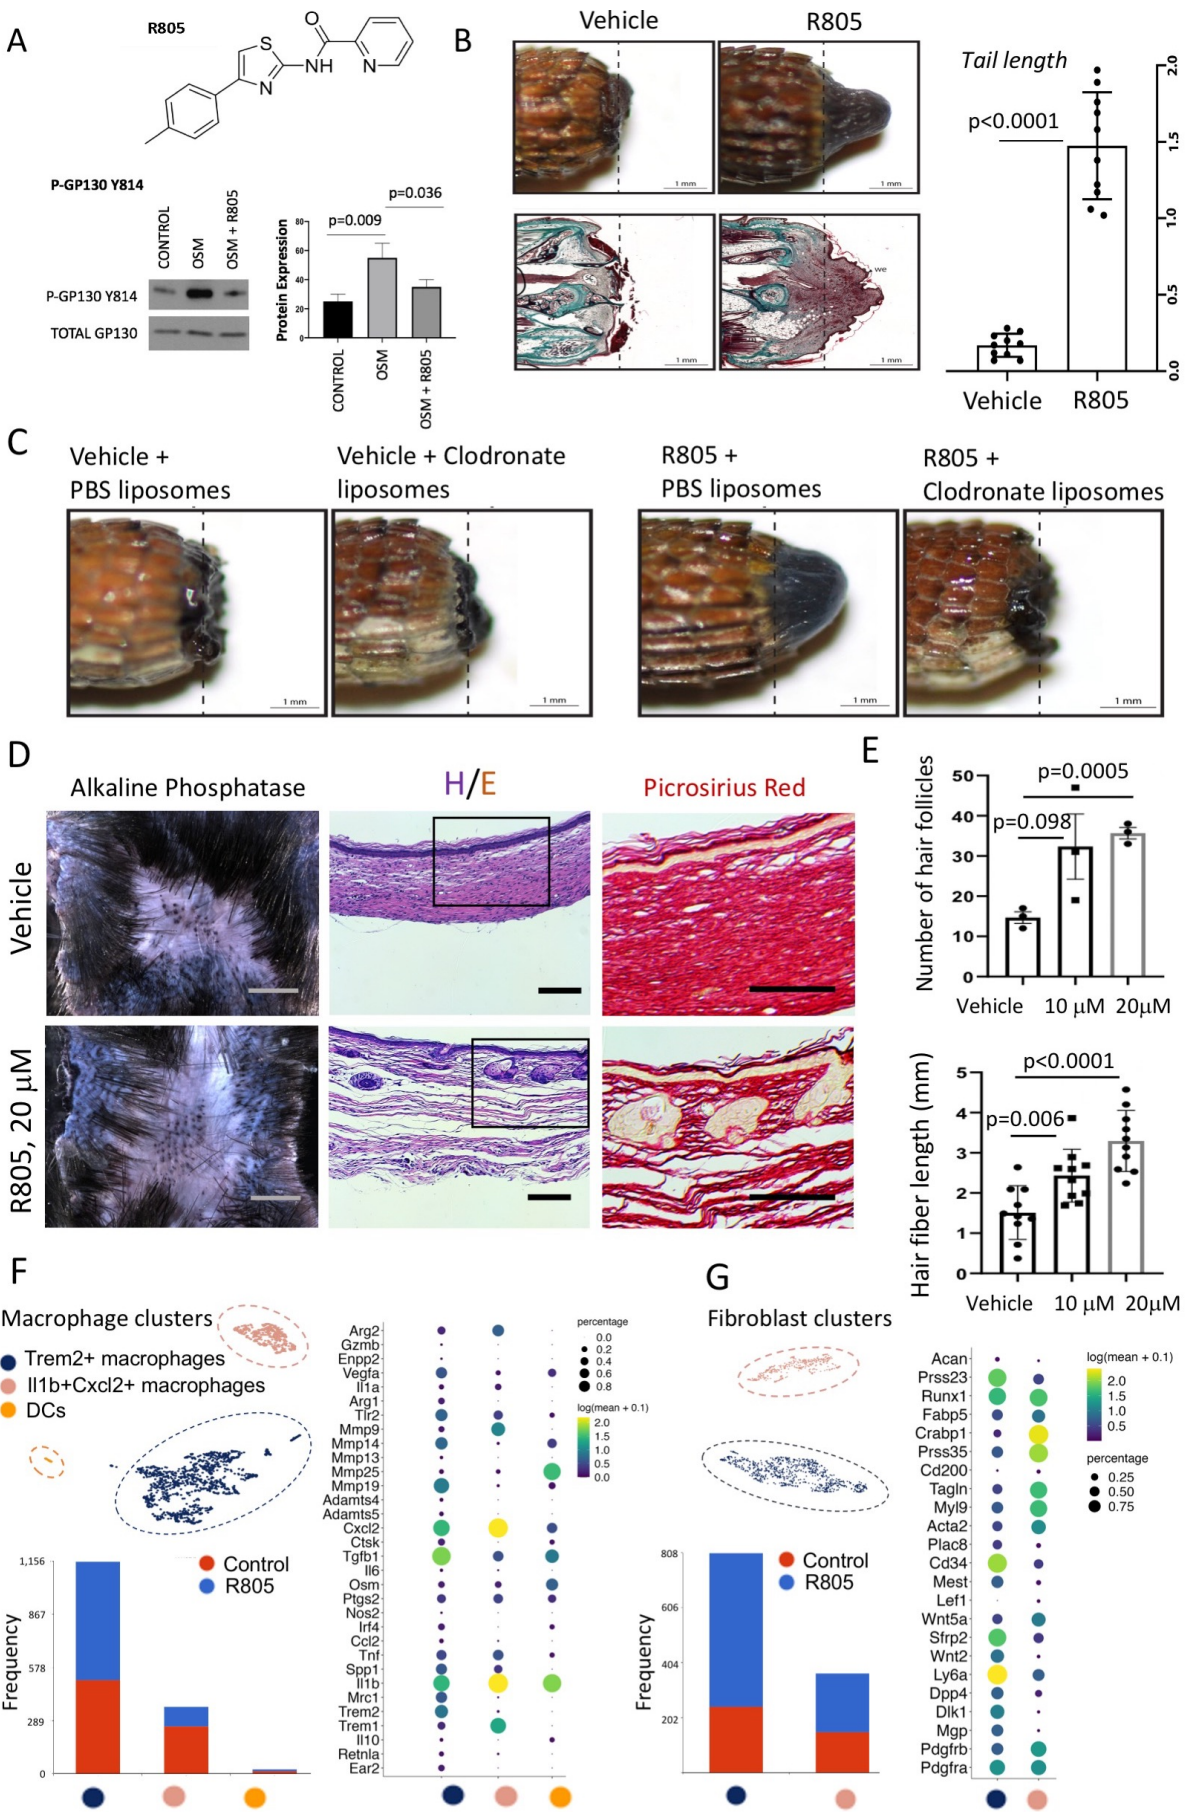 A
R805
S
N
O
NH
N
P-GP130 Y814
CONTROL
OSM
OSM + R805
P-GP130 Y814
TOTAL GP130
p=0.036
p=0.009
Protein Expression
80
60
40
20
0
CONTROL
OSM
OSM + R805
B
Vehicle
R805
1 mm
1 mm
we
1 mm
1 mm
Tail length
p<0.0001
2.0
1.5
1.0
0.5
0.0
Vehicle
R805
C
Vehicle +
PBS liposomes
Vehicle + Clodronate
liposomes
R805 +
PBS liposomes
R805 +
Clodronate liposomes
1 mm
1 mm
1 mm
1 mm
D
Alkaline Phosphatase
H/E
Picrosirius Red
Vehicle
R805, 20 μM
E
Number of hair follicles
50
40
30
20
10
0
p=0.0005
p=0.098
Vehicle
10 μM
20μM
Hair fiber length (mm)
5
4
3
2
1
0
p<0.0001
p=0.006
Vehicle
10 μM
20μM
F
Macrophage clusters
Trem2+ macrophages
Il1b+Cxcl2+ macrophages
DCs
Control
R805
Frequency
1,156
867
578
289
0
Arg2
Gzmb
Enpp2
Vegfa
Il1a
Arg1
Tlr2
Mmp9
Mmp14
Mmp13
Mmp25
Mmp19
Adamts4
Adamts5
Cxcl2
Ctsk
Tgfb1
Il6
Osm
Ptgs2
Nos2
Irf4
Ccl2
Tnf
Spp1
Il1b
Mrc1
Trem2
Trem1
Il10
Retnla
Ear2
percentage
0.0
0.2
0.4
0.6
0.8
log(mean + 0.1)
2.0
1.5
1.0
0.5
0.0
G
Fibroblast clusters
Control
R805
Frequency
808
606
404
202
Acan
Prss23
Runx1
Fabp5
Crabp1
Prss35
Cd200
Tagln
Myl9
Acta2
Plac8
Cd34
Mest
Lef1
Wnt5a
Sfrp2
Wnt2
Ly6a
Dpp4
Dlk1
Mgp
Pdgfrb
Pdgfra
log(mean + 0.1)
2.0
1.5
1.0
0.5
percentage
0.25
0.50
0.75